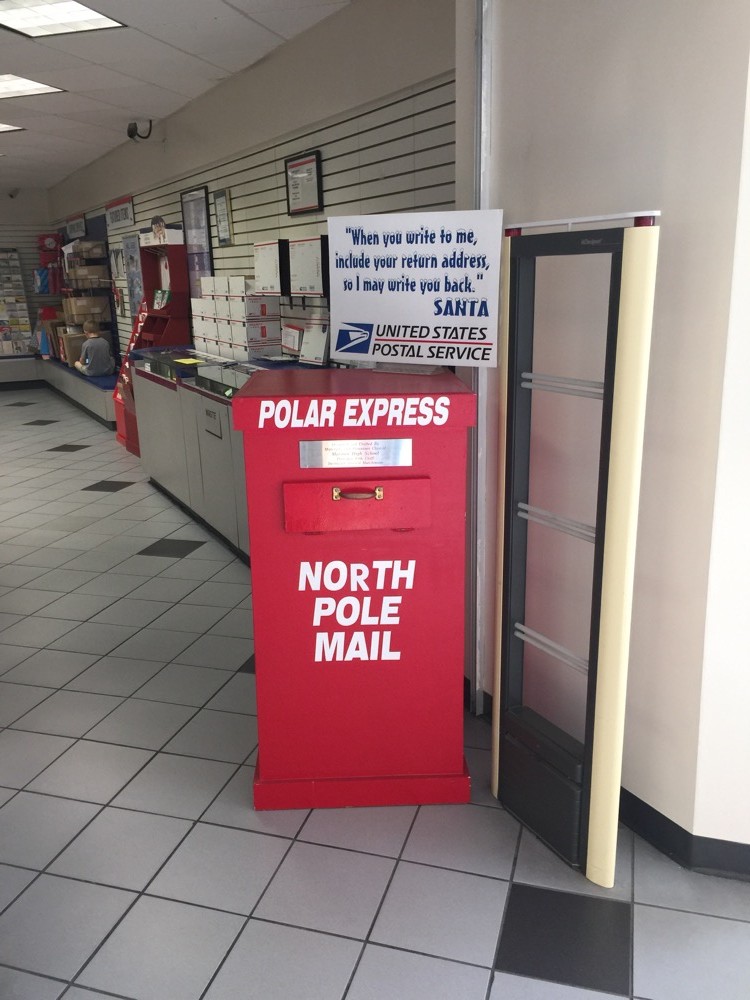 "When you write to me,
include your return address,
so I may write you back."
SANTA
UNITED STATES
POSTAL SERVICE
POLAR EXPRESS
NORTH
POLE
MAIL